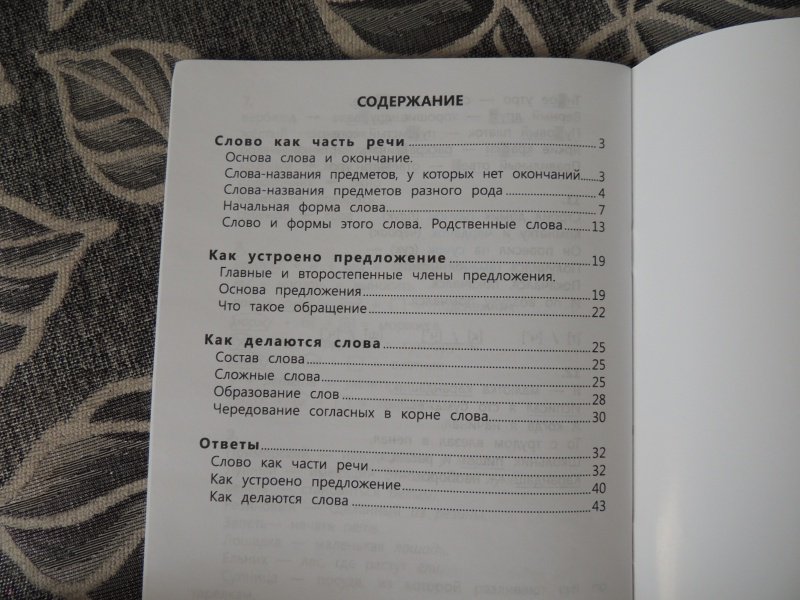 СОДЕРЖАНИЕ
Слово как часть речи 3
Основа слова и окончание.
Слова-названия предметов, у которых нет окончаний 3
Слова-названия предметов разного рода 4
Начальная форма слова 7
Слово и формы этого слова. Родственные слова 13
Как устроено предложение 19
Главные и второстепенные члены предложения.
Основа предложения 19
Что такое обращение 22
Как делаются слова 25
Состав слова 25
Сложные слова 25
Образование слов 28
Чередование согласных в корне слова 30
Ответы 32
Слово как части речи 32
Как устроено предложение 40
Как делаются слова 43